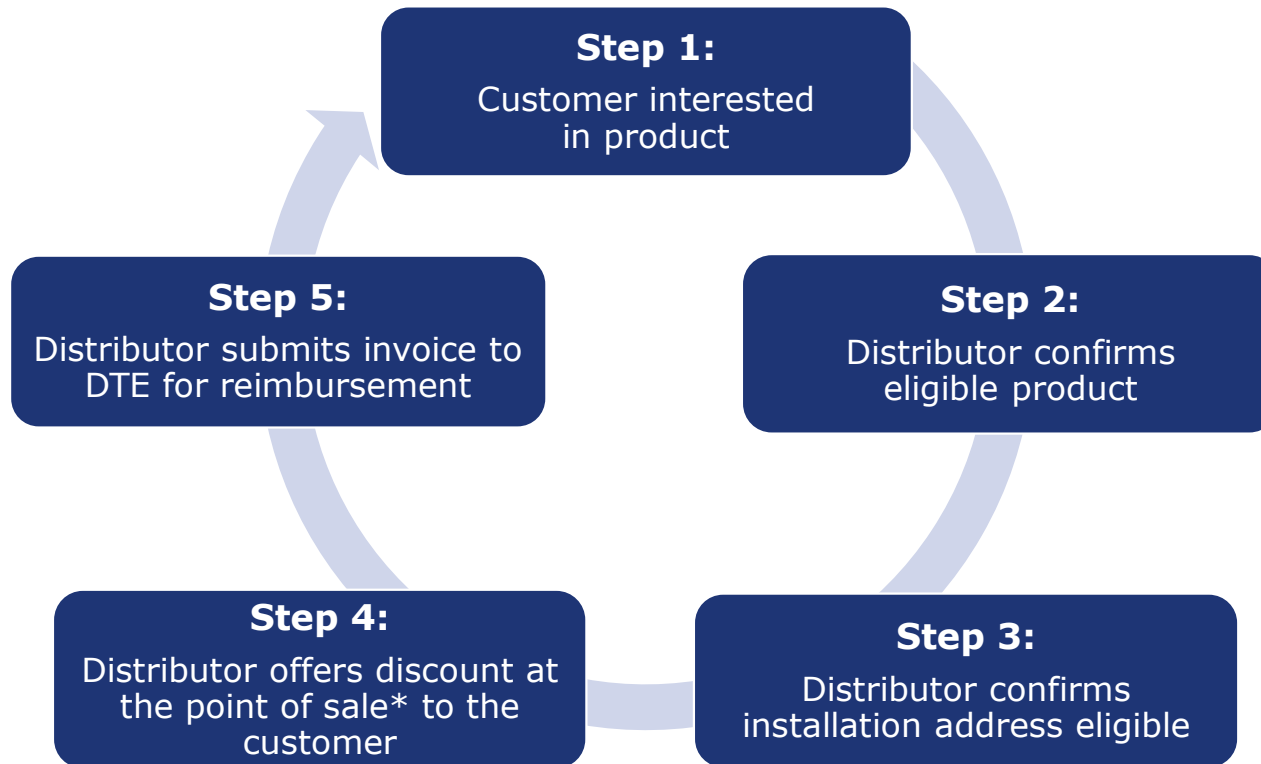 Step 1:
Customer interested
in product
Step 2:
Distributor confirms
eligible product
Step 3:
Distributor confirms
installation address eligible
Step 4:
Distributor offers discount at
the point of sale* to the
customer
Step 5:
Distributor submits invoice to
DTE for reimbursement